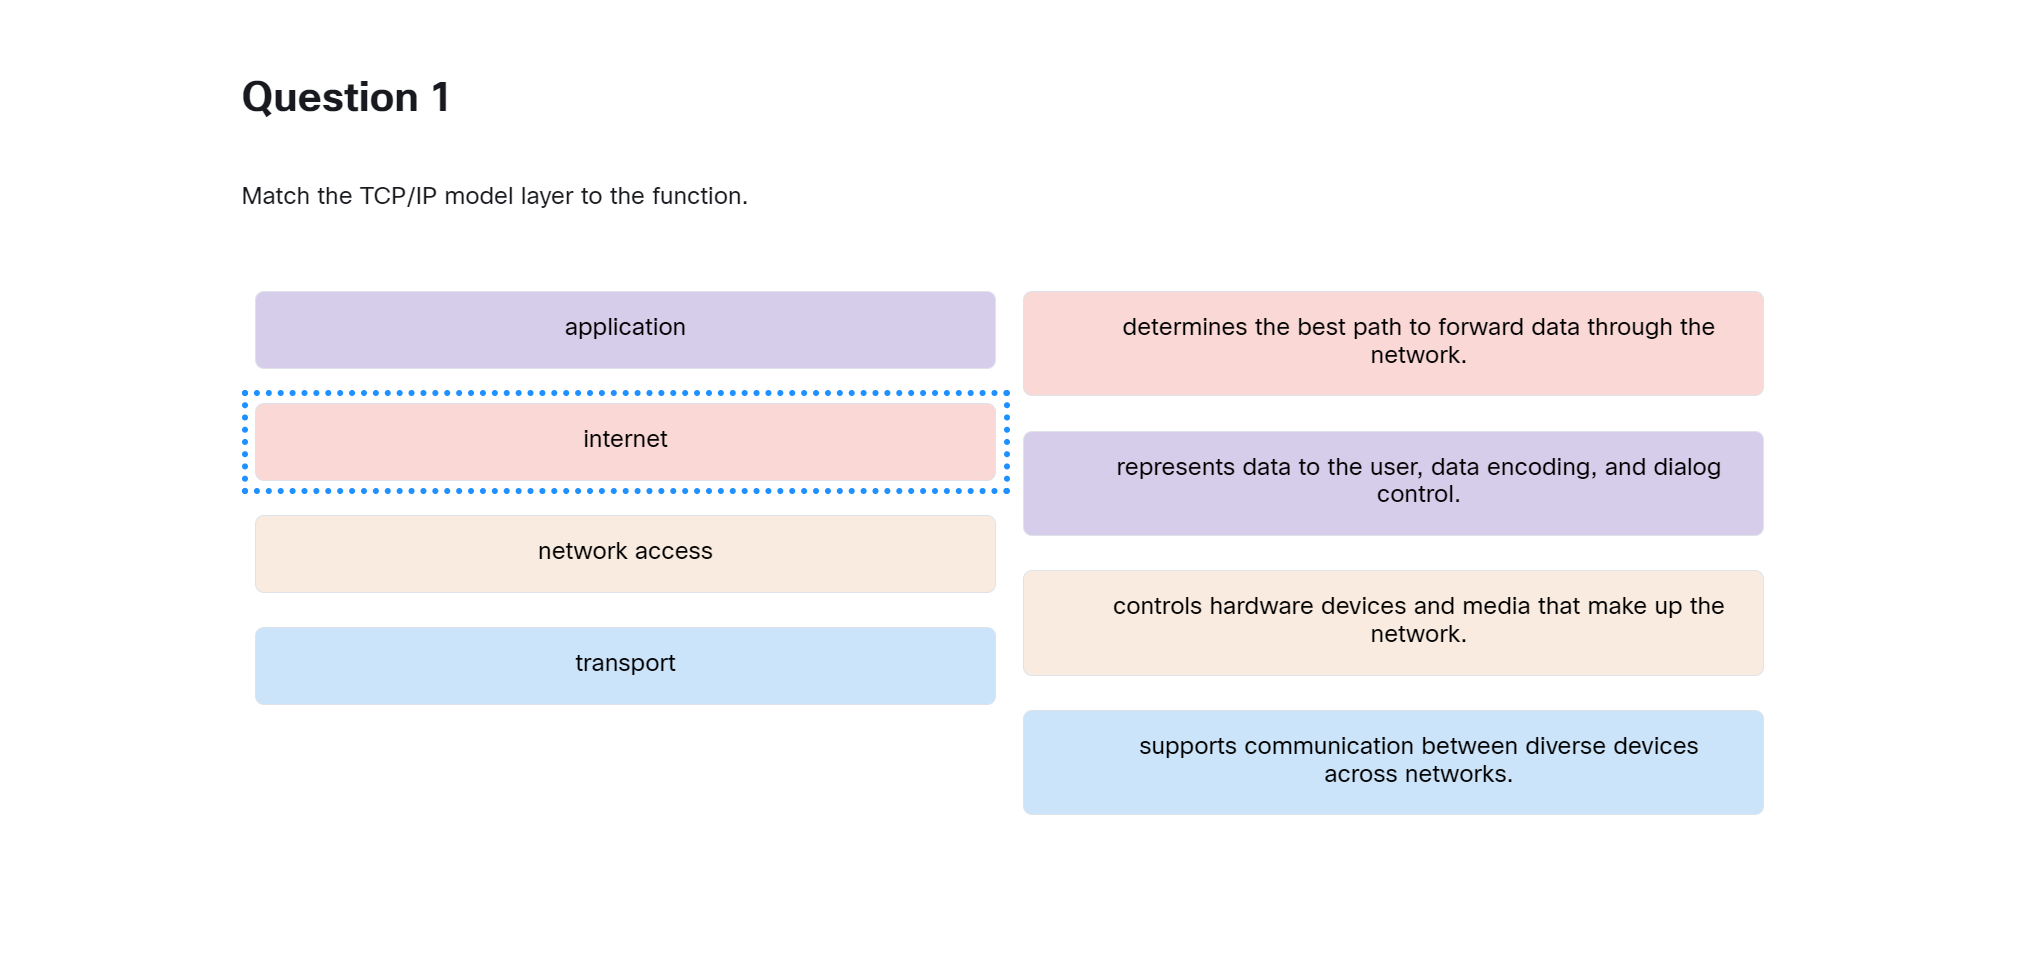 Question 1
Match the TCP/IP model layer to the function.
application
internet
network access
transport
determines the best path to forward data through the
network.
represents data to the user, data encoding, and dialog
control.
controls hardware devices and media that make up the
network.
supports communication between diverse devices
across networks.